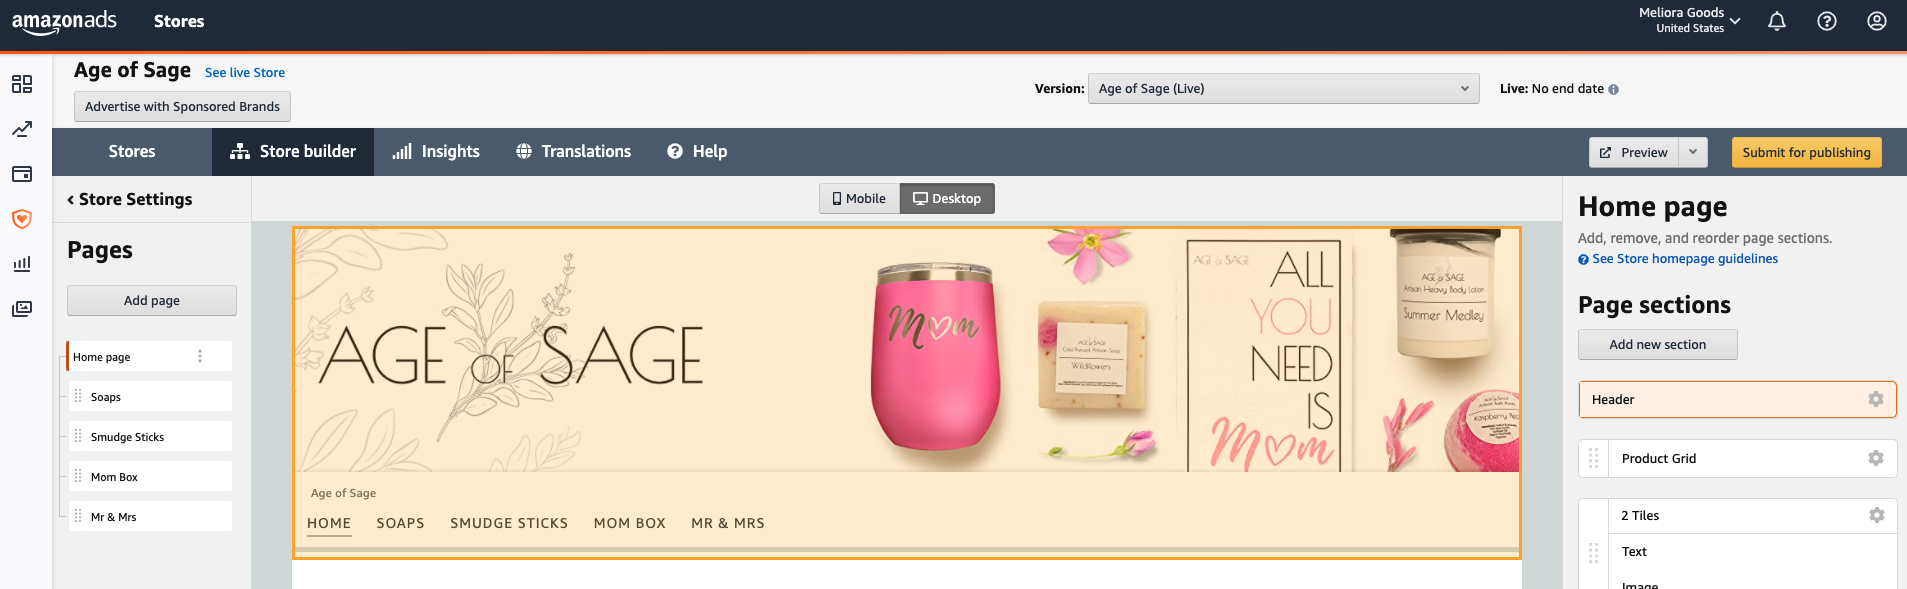 amazonads
Stores
Meliora Goods
United States
Age of Sage
See live Store
Advertise with Sponsored Brands
Version:
Age of Sage (Live)
Live: No end date
Stores
Store builder
Insights
Translations
Help
Preview
Submit for publishing
Store Settings
Mobile
Desktop
Pages
Add page
Home page
Soaps
Smudge Sticks
Mom Box
Mr & Mrs
AGE OF SAGE
Mom
AGE of SAGE
Cold Pressed Artisan Soap
Wildflowers
AGE of SAGE
ALL
YOU
NEED
IS
Mom
AGE of SAGE
Artisan Heavy Body Lotion
Summer Medley
Age of Sage
HOME
SOAPS
SMUDGE STICKS
MOM BOX
MR & MRS
Home page
Add, remove, and reorder page sections.
See Store homepage guidelines
Page sections
Add new section
Header
Product Grid
2 Tiles
Text
Image